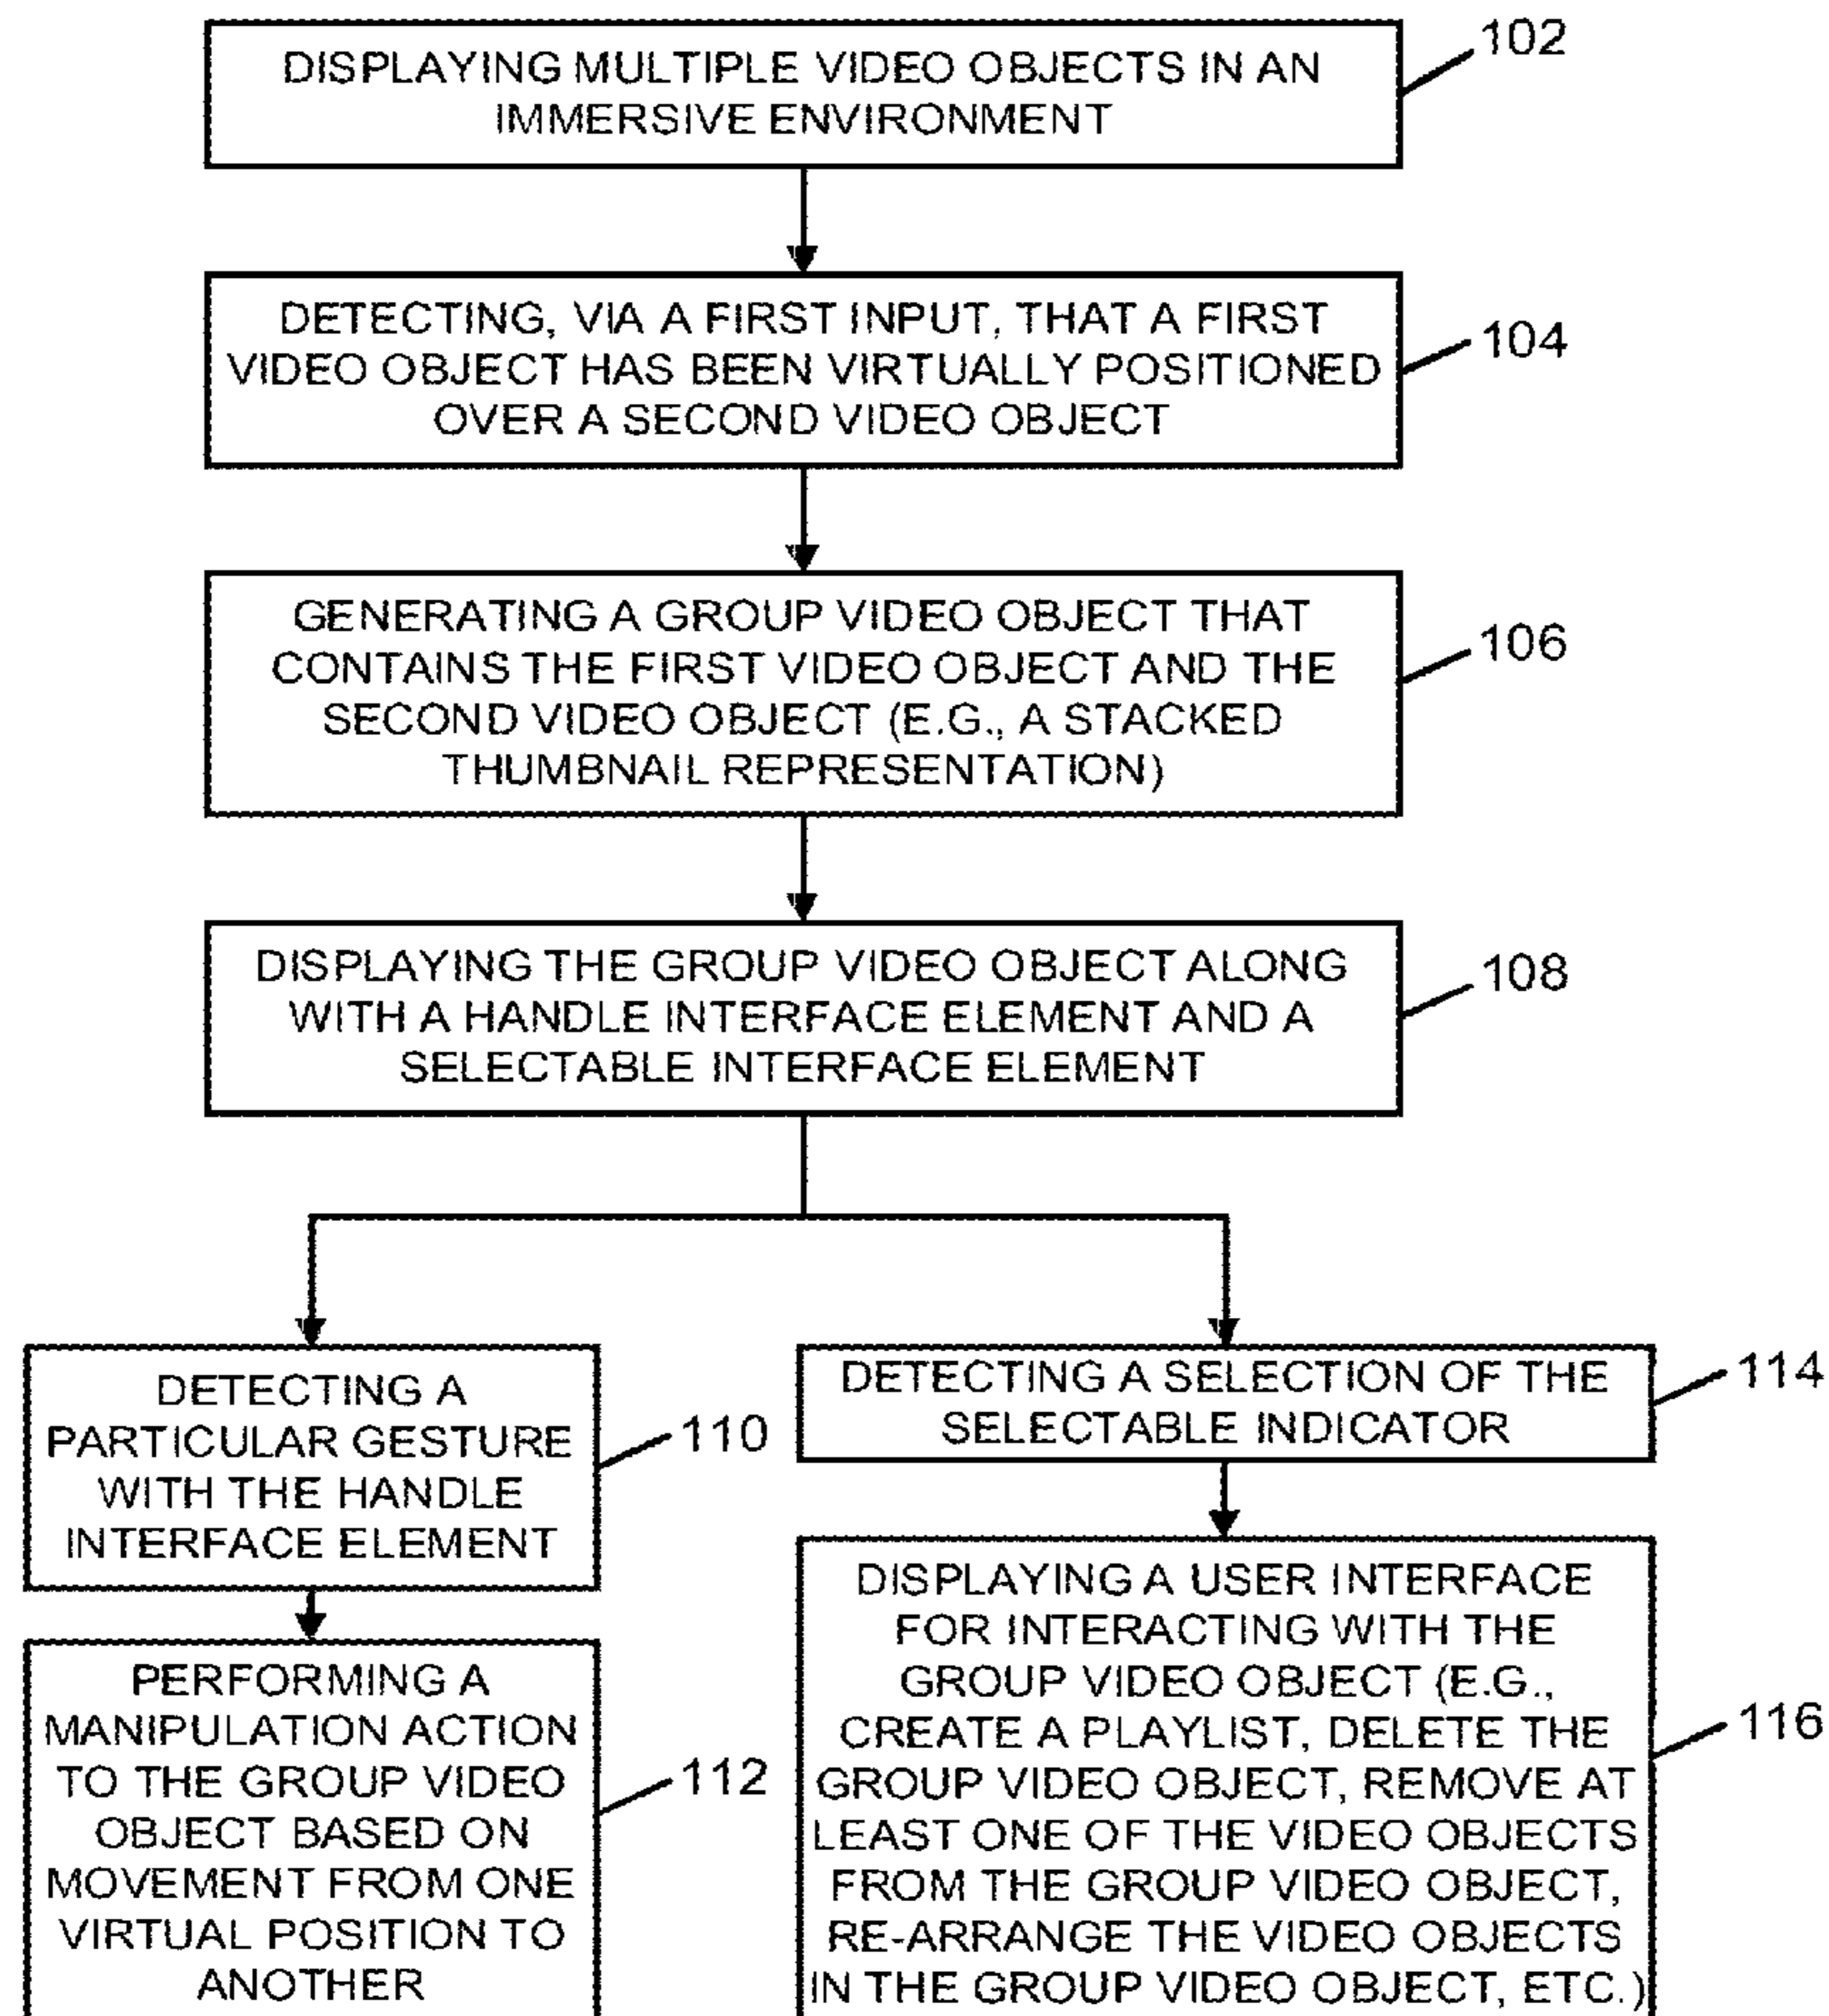 DISPLAYING MULTIPLE VIDEO OBJECTS IN AN
IMMERSIVE ENVIRONMENT
102
DETECTING, VIA A FIRST INPUT, THAT A FIRST
VIDEO OBJECT HAS BEEN VIRTUALLY POSITIONED
OVER A SECOND VIDEO OBJECT
104
GENERATING A GROUP VIDEO OBJECT THAT
CONTAINS THE FIRST VIDEO OBJECT AND THE
SECOND VIDEO OBJECT (E.G., A STACKED
THUMBNAIL REPRESENTATION)
106
DISPLAYING THE GROUP VIDEO OBJECT ALONG
WITH A HANDLE INTERFACE ELEMENT AND A
SELECTABLE INTERFACE ELEMENT
108
DETECTING A
PARTICULAR GESTURE
WITH THE HANDLE
INTERFACE ELEMENT
110
PERFORMING A
MANIPULATION ACTION
TO THE GROUP VIDEO
OBJECT BASED ON
MOVEMENT FROM ONE
VIRTUAL POSITION TO
ANOTHER
112
DETECTING A SELECTION OF THE
SELECTABLE INDICATOR
114
DISPLAYING A USER INTERFACE
FOR INTERACTING WITH THE
GROUP VIDEO OBJECT (E.G.,
CREATE A PLAYLIST, DELETE THE
GROUP VIDEO OBJECT, REMOVE AT
LEAST ONE OF THE VIDEO OBJECTS
FROM THE GROUP VIDEO OBJECT,
RE-ARRANGE THE VIDEO OBJECTS
IN THE GROUP VIDEO OBJECT, ETC.)
116